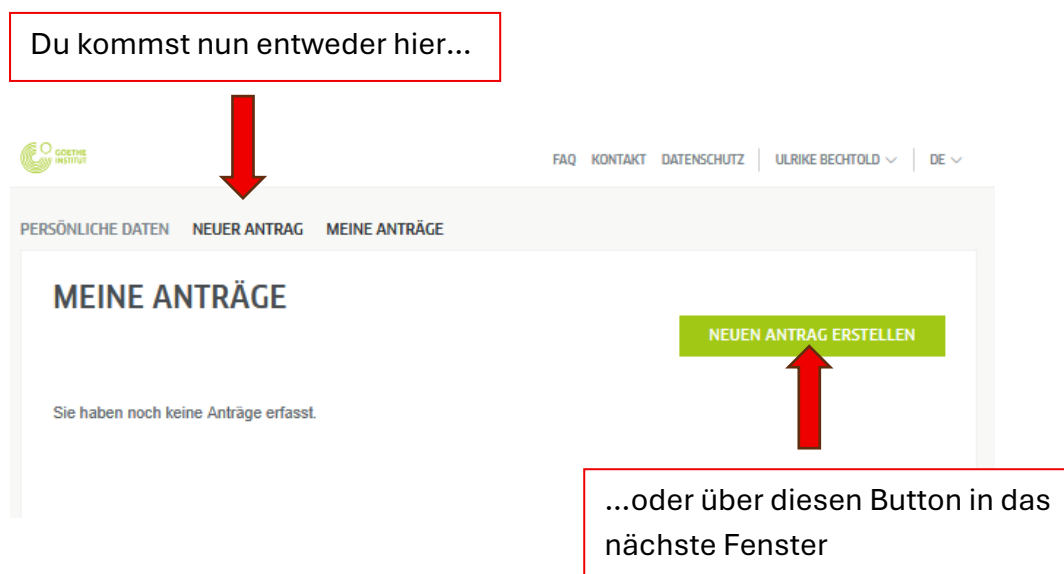 Du kommst nun entweder hier...
GOETHE
INSTITUT
FAQ KONTAKT DATENSCHUTZ ULRIKE BECHTOLD DE
PERSÖNLICHE DATEN NEUER ANTRAG MEINE ANTRÄGE
MEINE ANTRÄGE
NEUEN ANTRAG ERSTELLEN
Sie haben noch keine Anträge erfasst.
...oder über diesen Button in das
nächste Fenster